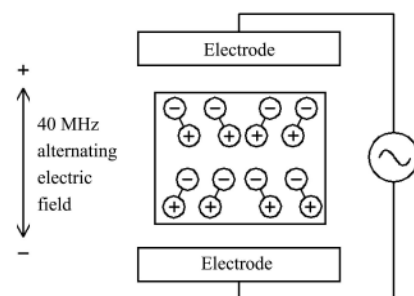 Electrode
+
40 MHz
alternating
electric
field
−
− − − −
+ + + +
− − − −
+ + + +
Electrode